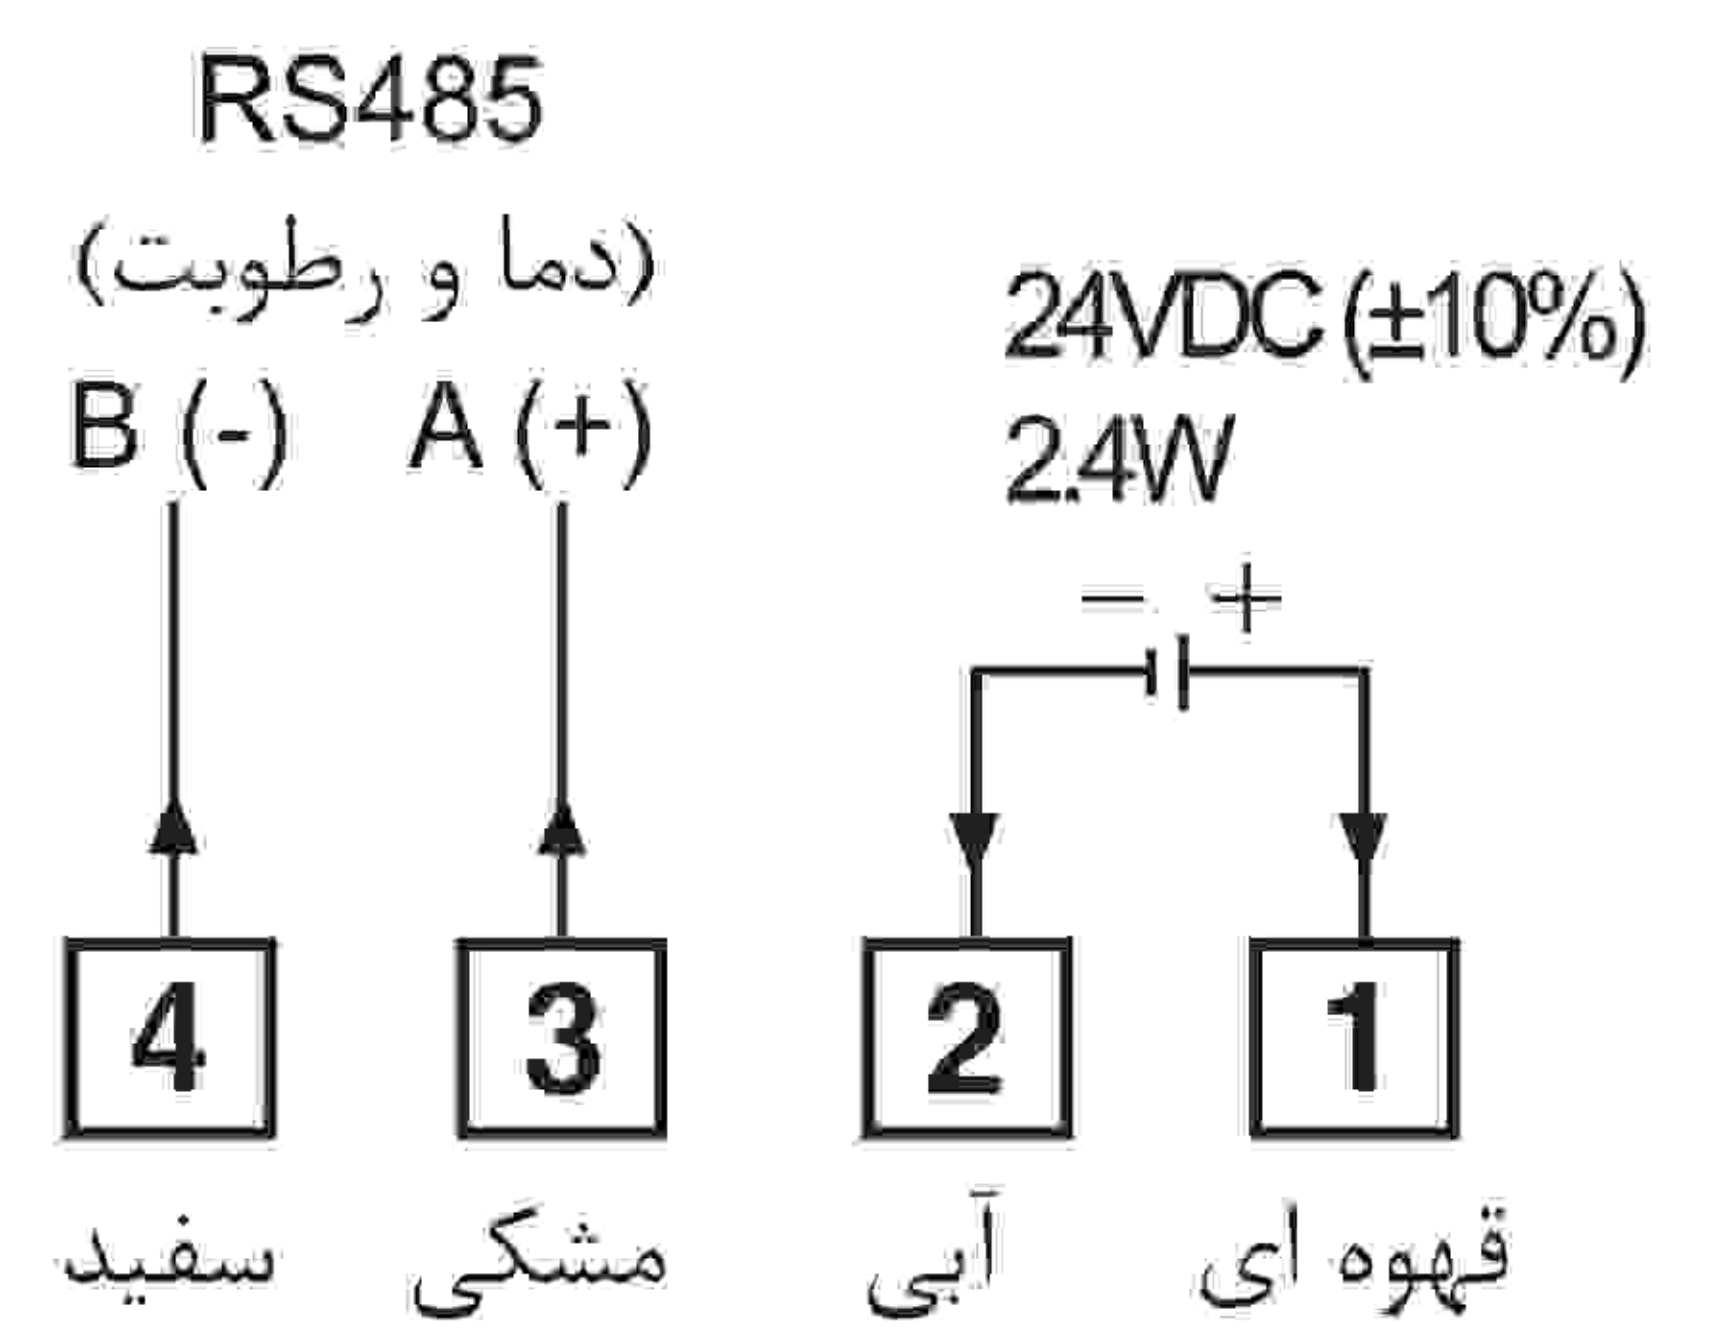 RS485
(دما و رطوبت)
B (-) A (+)
24VDC (±10%)
2.4W
− +
4 3 2 1
سفید مشکی آبی قهوه ای